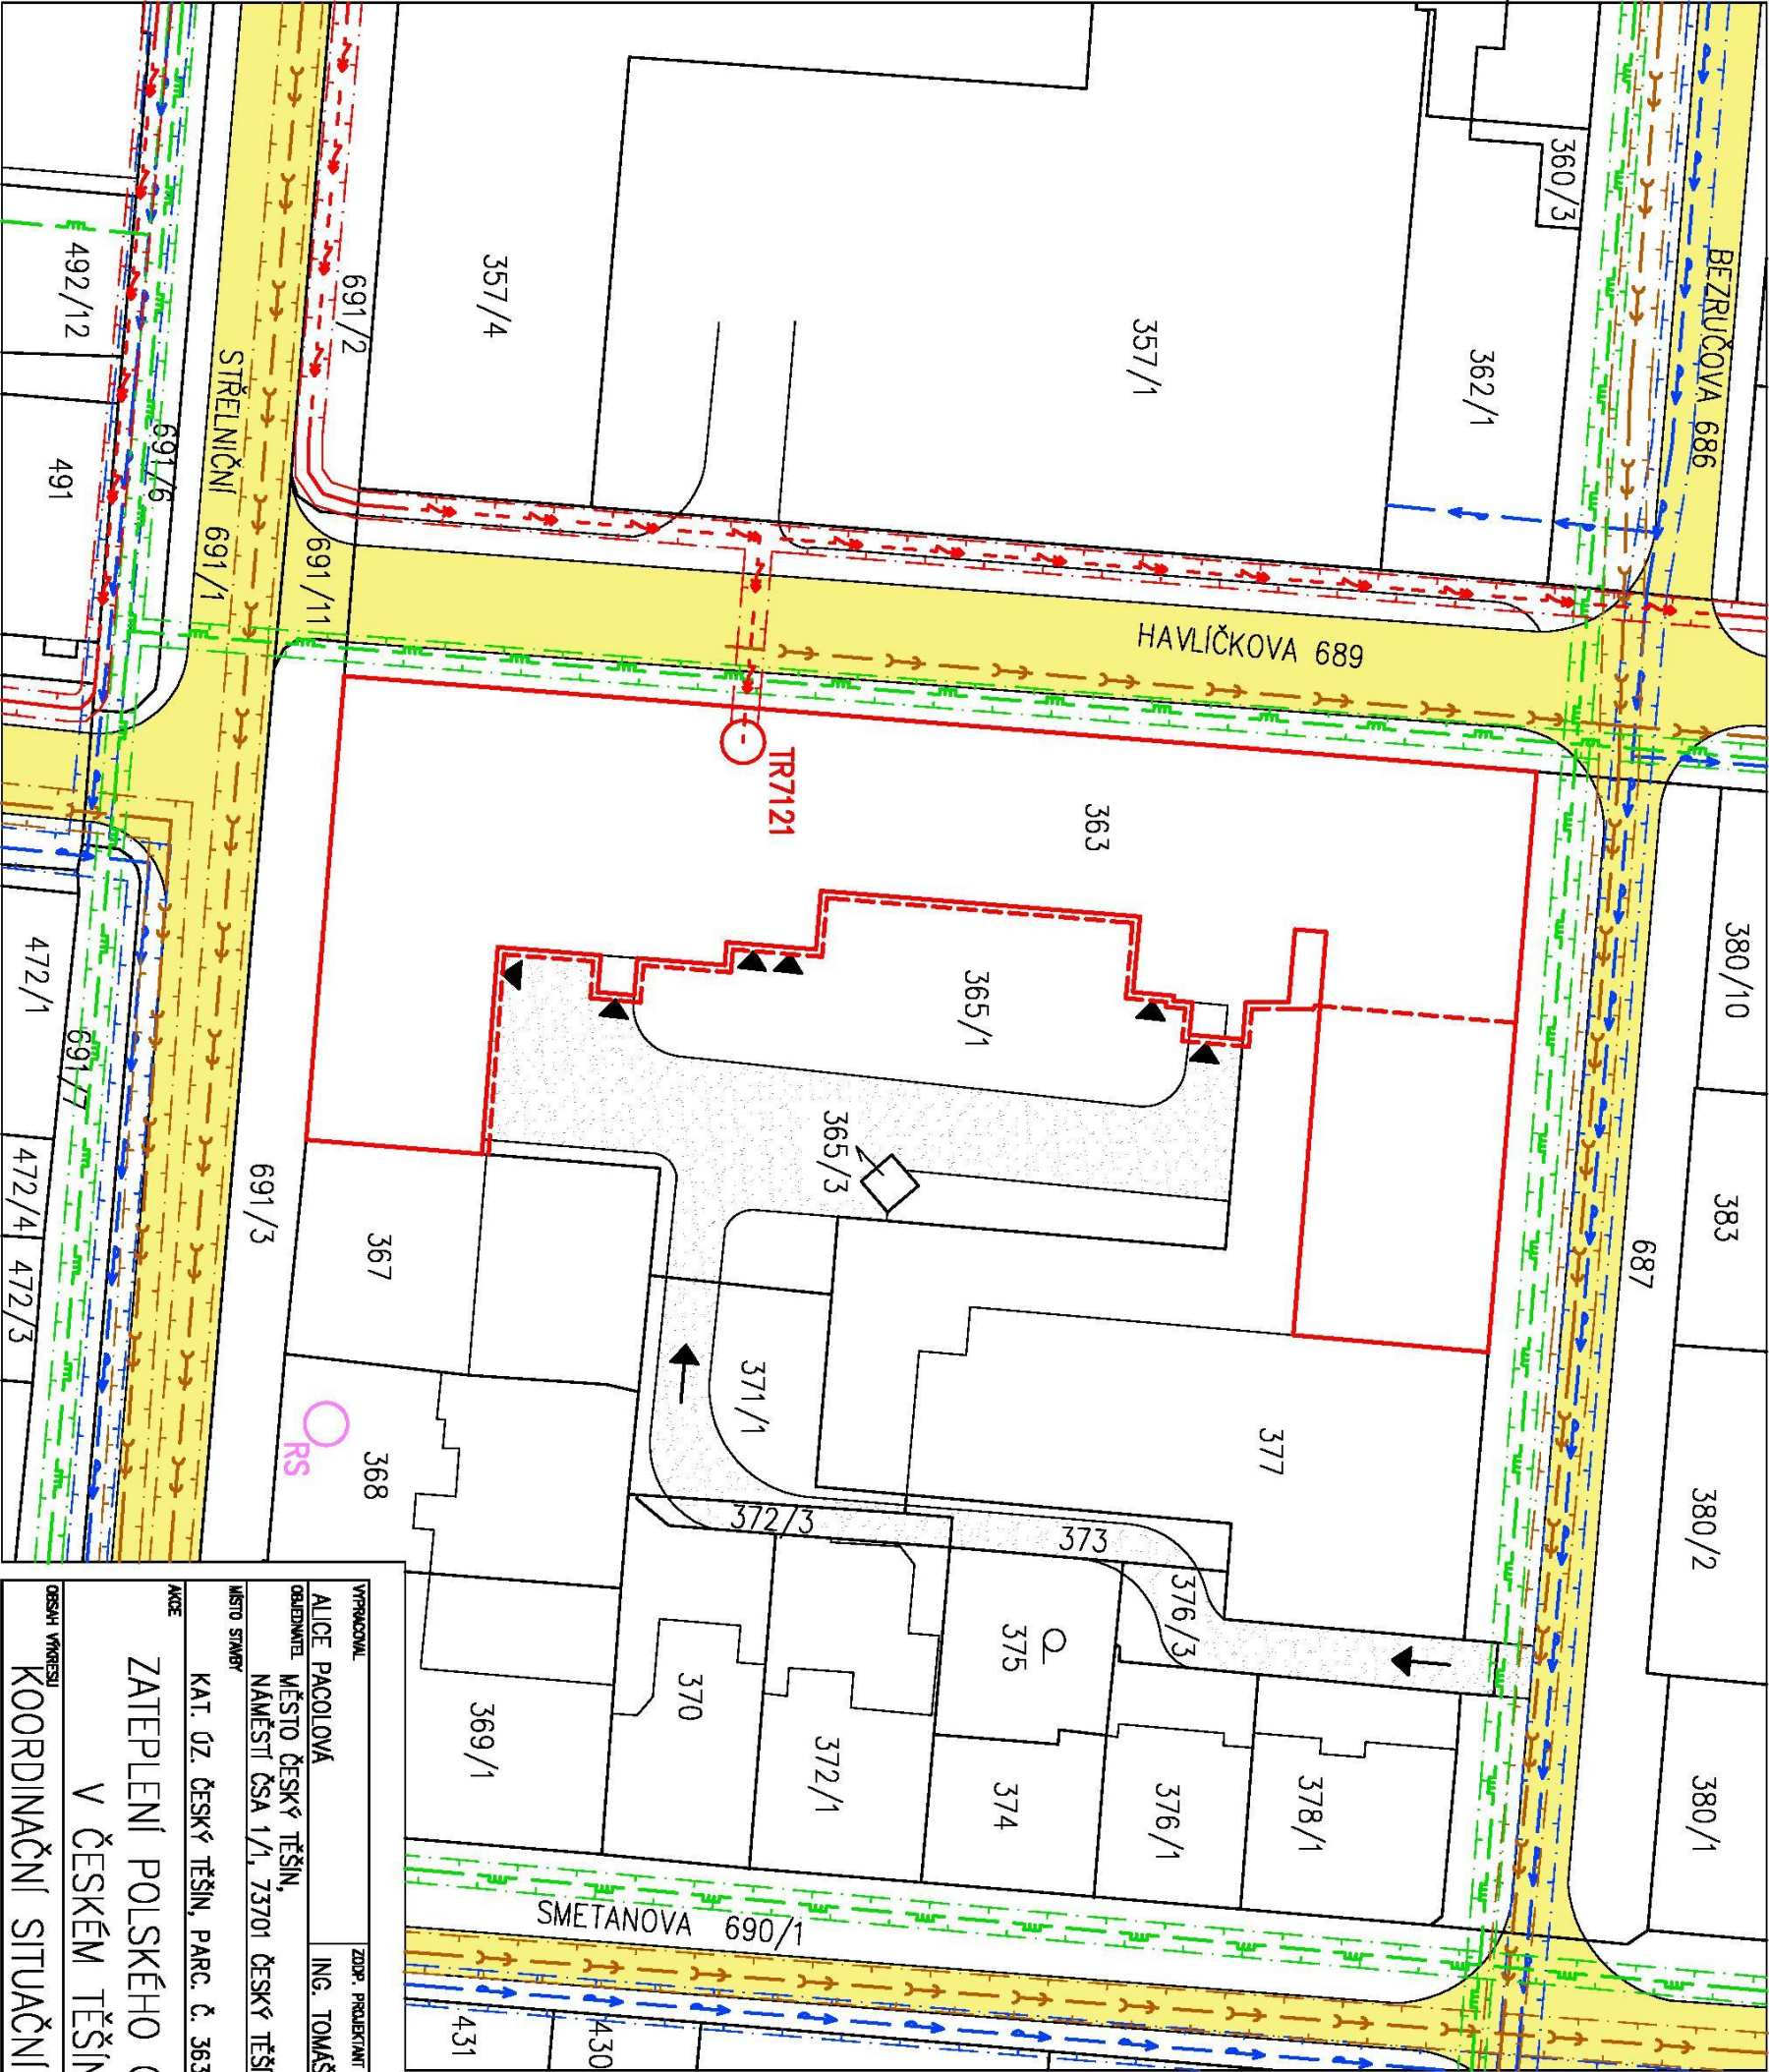 BEZRUČOVA 686
360/3
362/1
357/1
357/4
691/2
STŘELNIČNÍ 691/1
691/6
492/12
491
691/11
HAVLÍČKOVA 689
TR7121
363
365/1
365/3
380/10
383
687
380/2
380/1
472/1
691/7
472/4
472/3
691/3
367
368
RS
371/1
377
372/3
373
376/3
375
370
369/1
372/1
374
376/1
378/1
SMETANOVA 690/1
431
430
VYPRACOVAL
ALICE PACOLOVÁ
ZODP. PROJEKTANT
ING. TOMÁŠ
OBJEDNATEL
MĚSTO ČESKÝ TĚŠÍN,
NÁMĚSTÍ ČSA 1/1, 73701 ČESKÝ TĚŠÍ
MÍSTO STAVBY
KAT. ÚZ. ČESKÝ TĚŠÍN, PARC. Č. 363
AKCE
ZATEPLENÍ POLSKÉHO
V ČESKÉM TĚŠÍN
OBSAH VÝKRESU
KOORDINAČNÍ SITUAČNÍ